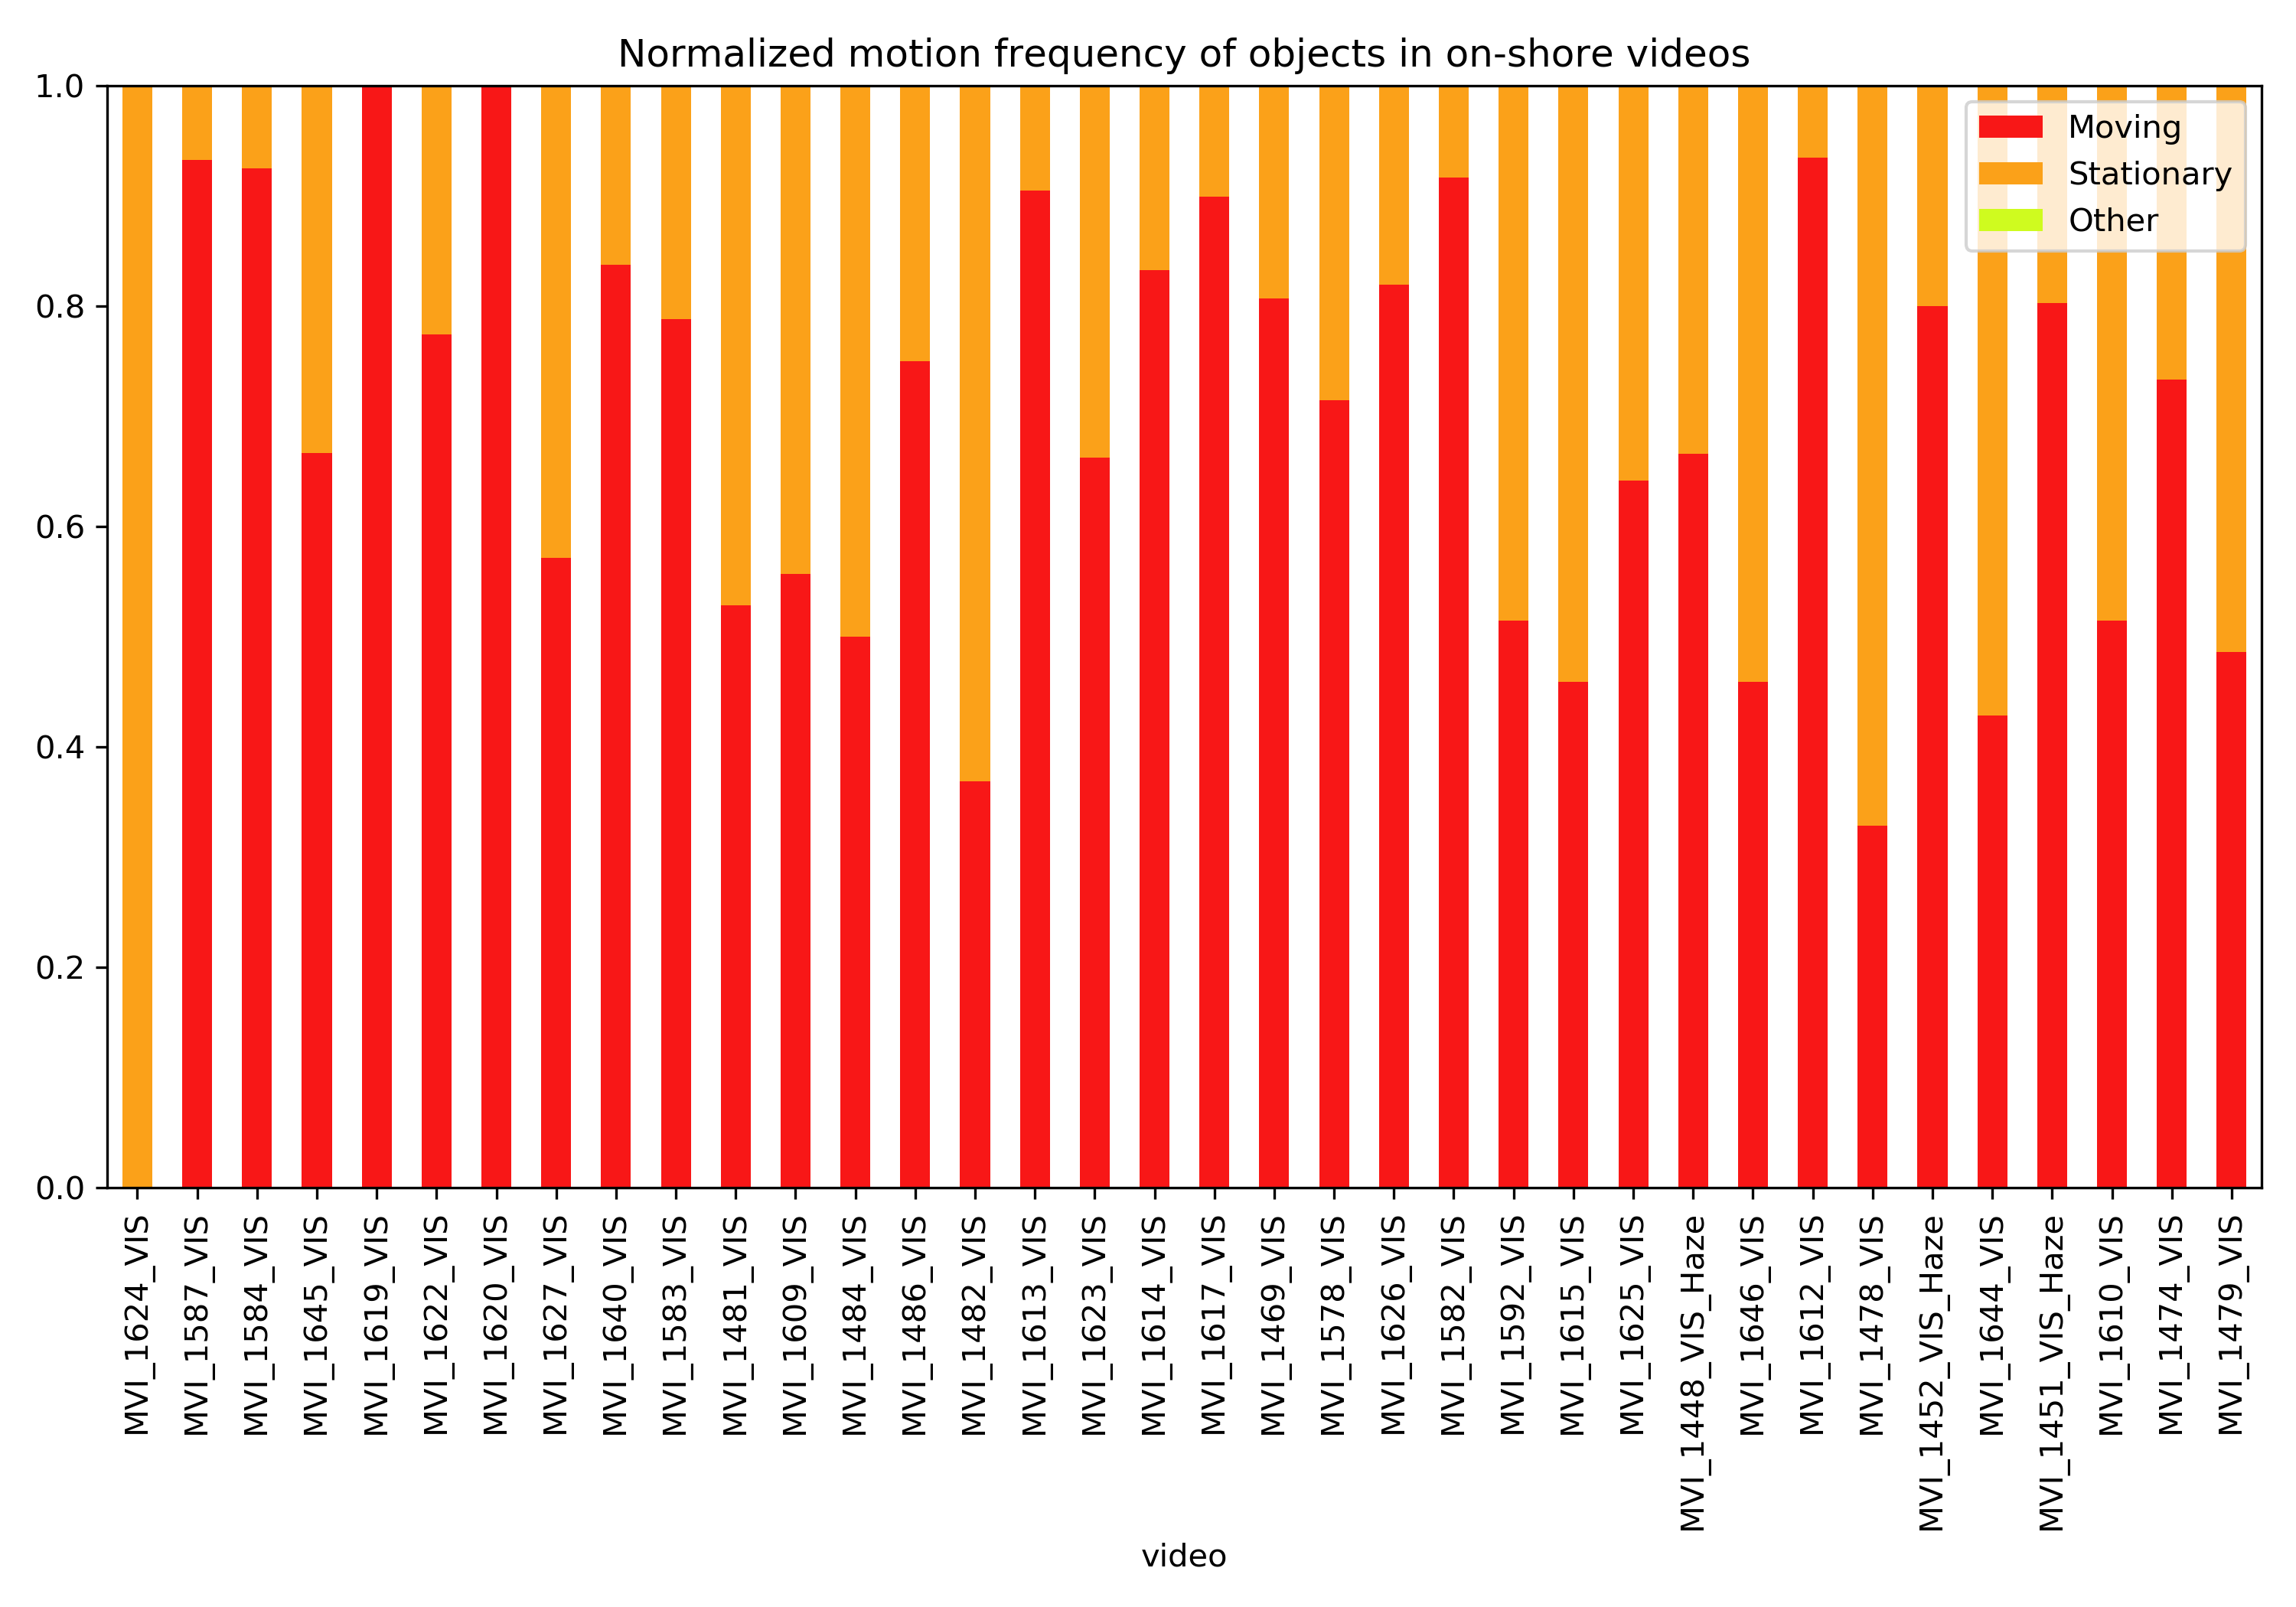 Normalized motion frequency of objects in on-shore videos
1.0
0.8
0.6
0.4
0.2
0.0
Moving
Stationary
Other
MVI_1624_VIS
MVI_1587_VIS
MVI_1584_VIS
MVI_1645_VIS
MVI_1619_VIS
MVI_1622_VIS
MVI_1620_VIS
MVI_1627_VIS
MVI_1640_VIS
MVI_1583_VIS
MVI_1481_VIS
MVI_1609_VIS
MVI_1484_VIS
MVI_1486_VIS
MVI_1482_VIS
MVI_1613_VIS
MVI_1623_VIS
MVI_1614_VIS
MVI_1617_VIS
MVI_1469_VIS
MVI_1578_VIS
MVI_1626_VIS
MVI_1582_VIS
MVI_1592_VIS
MVI_1615_VIS
MVI_1625_VIS
MVI_1448_VIS_Haze
MVI_1646_VIS
MVI_1612_VIS
MVI_1478_VIS
MVI_1452_VIS_Haze
MVI_1644_VIS
MVI_1451_VIS_Haze
MVI_1610_VIS
MVI_1474_VIS
MVI_1479_VIS
video